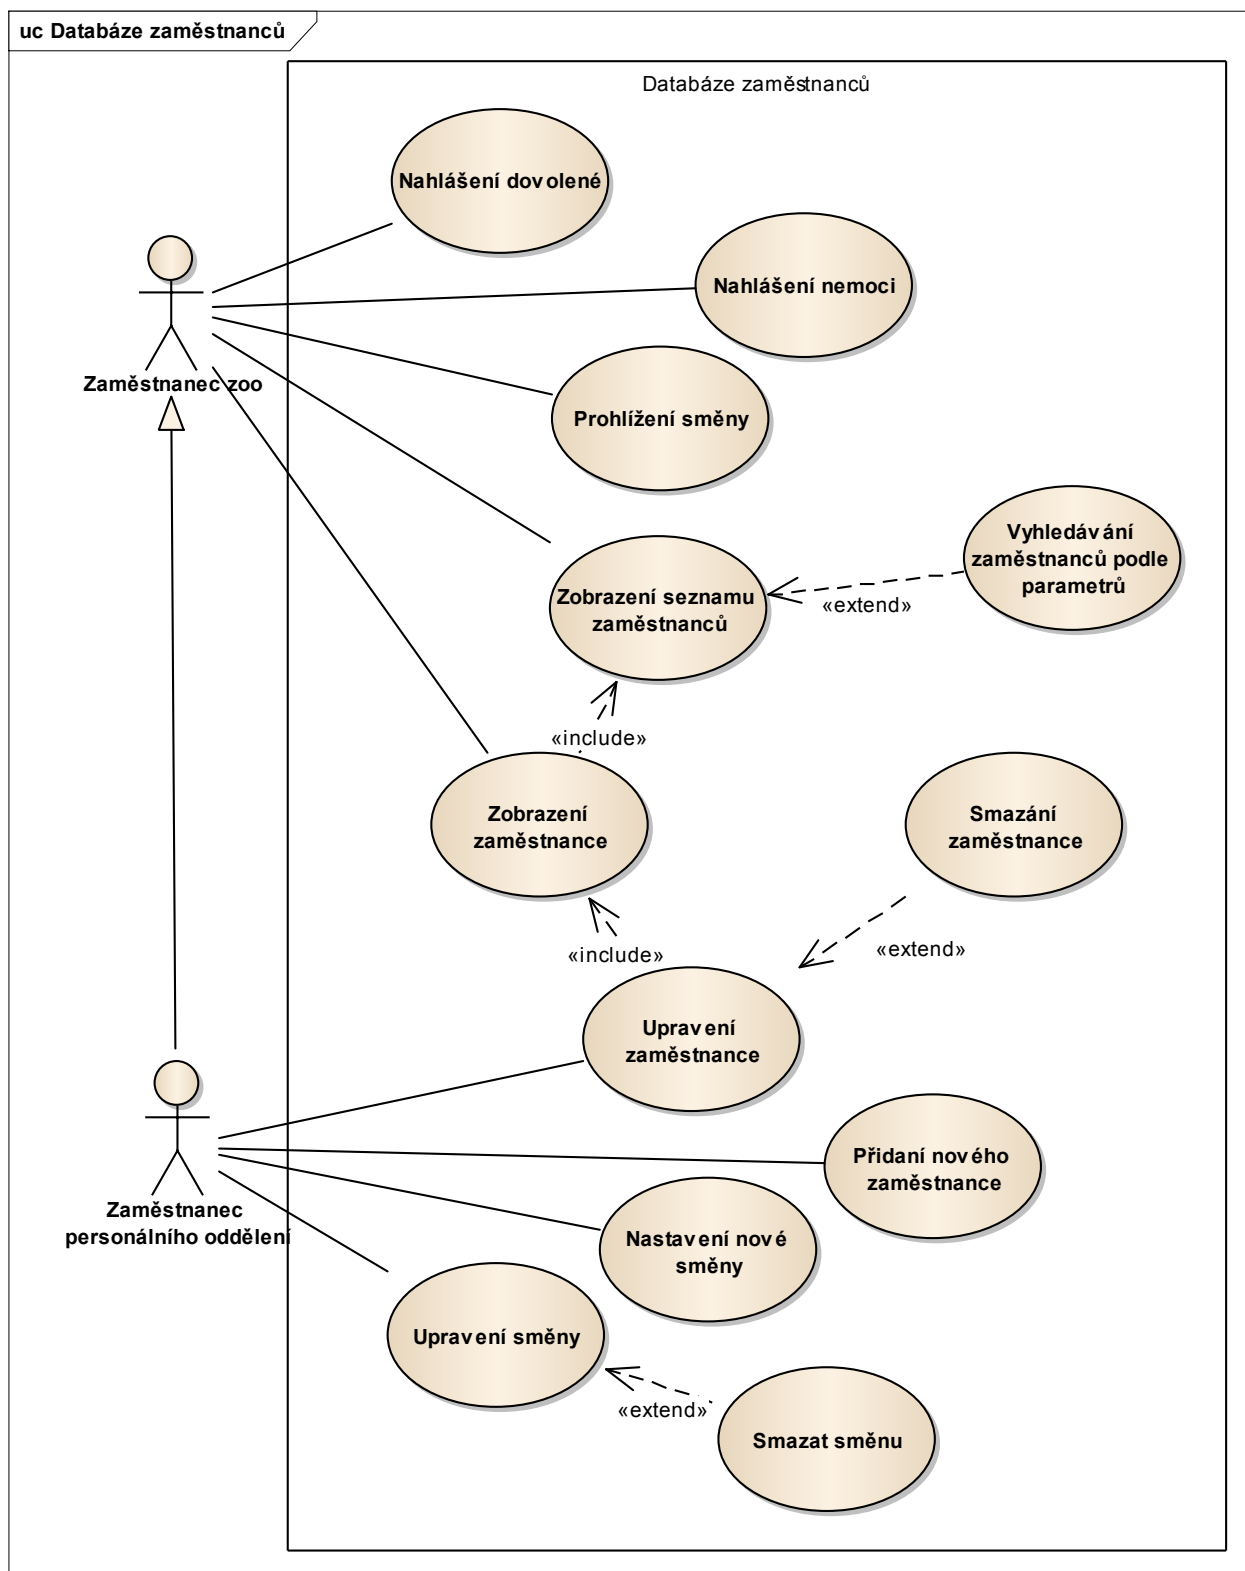 uc Databáze zaměstnanců
Databáze zaměstnanců
Nahlášení dovolené
Nahlášení nemoci
Zaměstnanec zoo
Prohlížení směny
Vyhledávání
zaměstnanců podle
parametrů
«extend»
Zobrazení seznamu
zaměstnanců
«include»
Zobrazení
zaměstnance
Smazání
zaměstnance
«extend»
«include»
Upravení
zaměstnance
Přidaní nového
zaměstnance
Zaměstnanec
personálního oddělení
Nastavení nové
směny
Upravení směny
«extend»
Smazat směnu